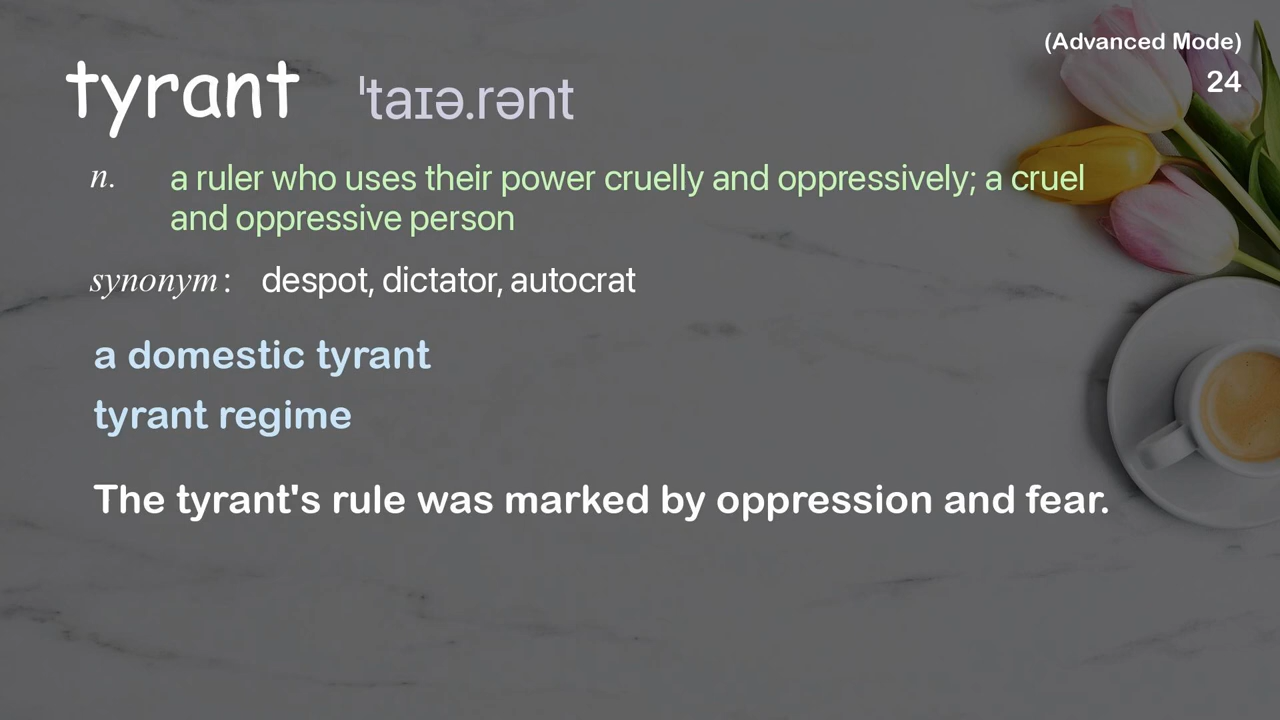 (Advanced Mode)
24
tyrant ˈtaɪə.rənt
n. a ruler who uses their power cruelly and oppressively; a cruel
and oppressive person
synonym: despot, dictator, autocrat
a domestic tyrant
tyrant regime
The tyrant's rule was marked by oppression and fear.